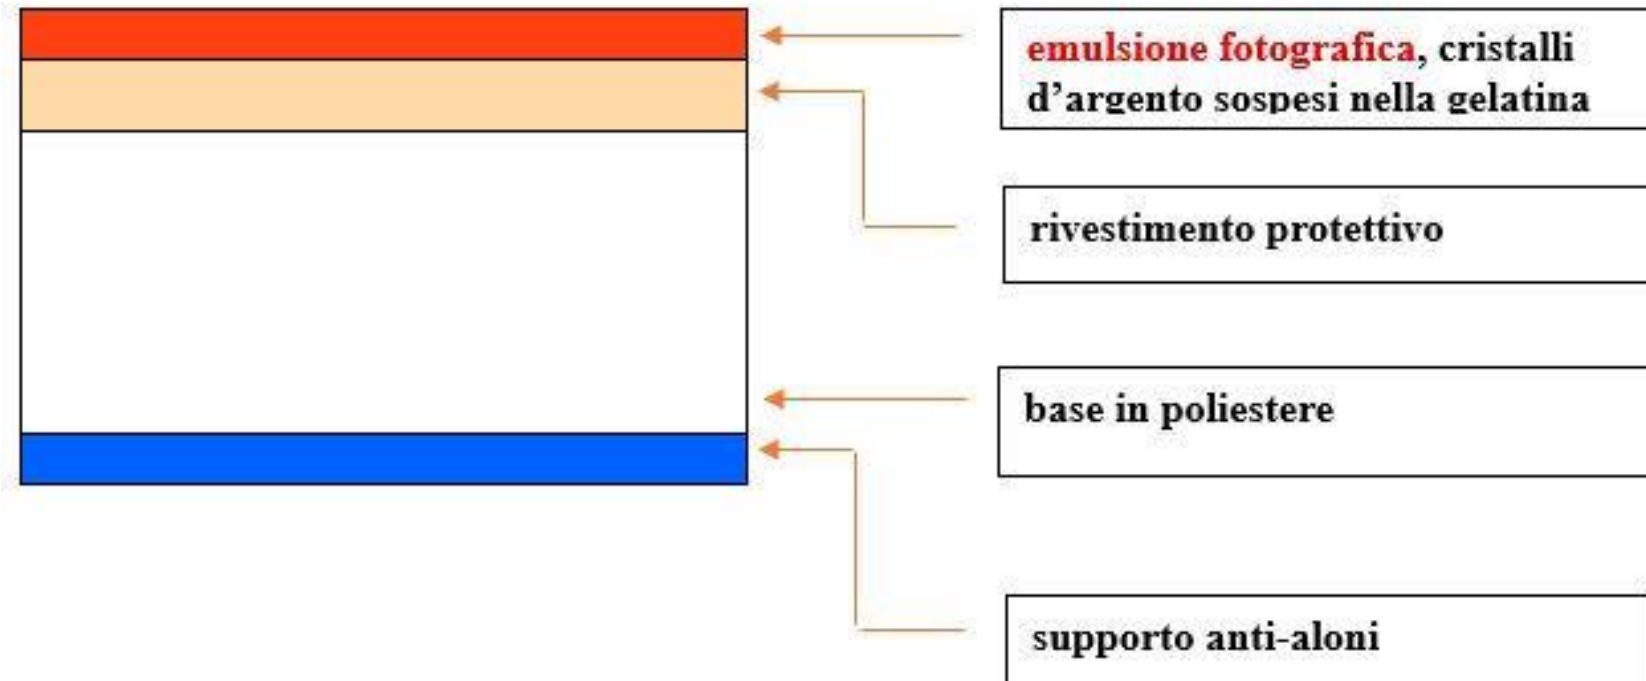 emulsione fotografica, cristalli
d’argento sospesi nella gelatina
rivestimento protettivo
base in poliestere
supporto anti-aloni